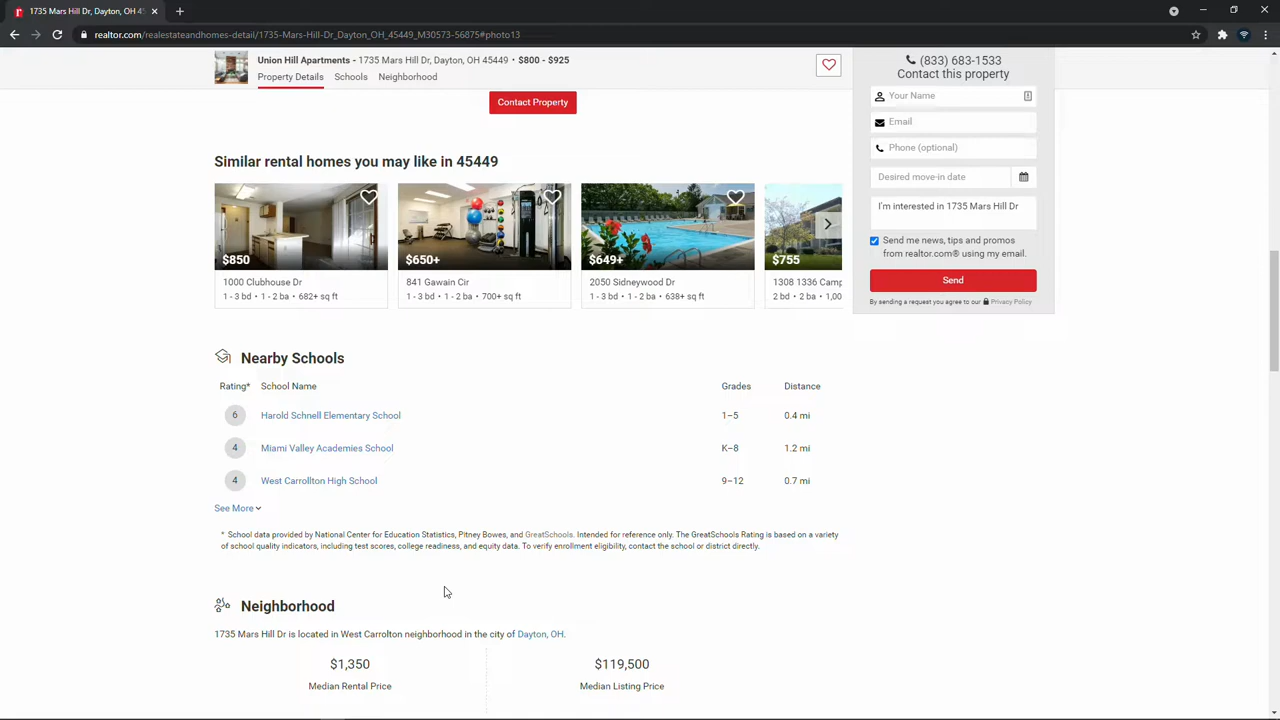 1735 Mars Hill Dr, Dayton, OH 45
realtor.com/realestateandhomes-detail/1735-Mars-Hill-Dr_Dayton_OH_45449_M30573-56875#photo13
Union Hill Apartments - 1735 Mars Hill Dr, Dayton, OH 45449 • $800 - $925
Property Details Schools Neighborhood
Contact Property
(833) 683-1533
Contact this property
Your Name
Email
Phone (optional)
Desired move-in date
I'm interested in 1735 Mars Hill Dr
Send me news, tips and promos
from realtor.com® using my email.
Send
By sending a request you agree to our Privacy Policy
Similar rental homes you may like in 45449
$850
1000 Clubhouse Dr
1 - 3 bd • 1 - 2 ba • 682+ sq ft
$650+
841 Gawain Cir
1 - 3 bd • 1 - 2 ba • 700+ sq ft
$649+
2050 Sidneywood Dr
1 - 3 bd • 1 - 2 ba • 638+ sq ft
$755
1308 1336 Camp
2 bd • 2 ba • 1,00
Nearby Schools
Rating* School Name Grades Distance
6 Harold Schnell Elementary School 1–5 0.4 mi
4 Miami Valley Academies School K–8 1.2 mi
4 West Carrollton High School 9–12 0.7 mi
See More
* School data provided by National Center for Education Statistics, Pitney Bowes, and GreatSchools. Intended for reference only. The GreatSchools Rating is based on a variety
of school quality indicators, including test scores, college readiness, and equity data. To verify enrollment eligibility, contact the school or district directly.
Neighborhood
1735 Mars Hill Dr is located in West Carrolton neighborhood in the city of Dayton, OH.
$1,350 $119,500
Median Rental Price Median Listing Price